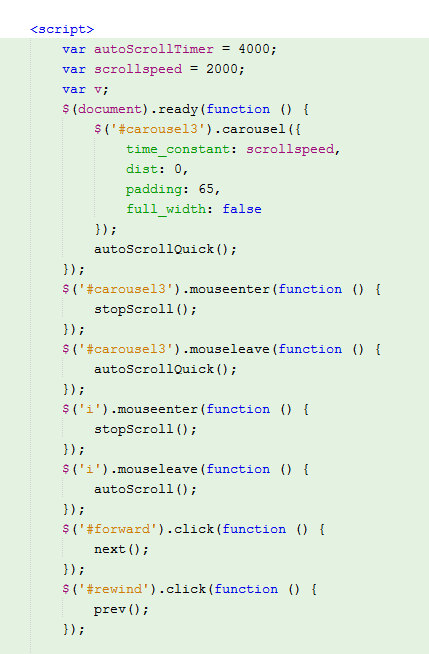 <script>
var autoScrollTimer = 4000;
var scrollspeed = 2000;
var v;
$(document).ready(function () {
$('#carousel3').carousel({
time_constant: scrollspeed,
dist: 0,
padding: 65,
full_width: false
});
autoScrollQuick();
});
$('#carousel3').mouseenter(function () {
stopScroll();
});
$('#carousel3').mouseleave(function () {
autoScrollQuick();
});
$('i').mouseenter(function () {
stopScroll();
});
$('i').mouseleave(function () {
autoScroll();
});
$('#forward').click(function () {
next();
});
$('#rewind').click(function () {
prev();
});